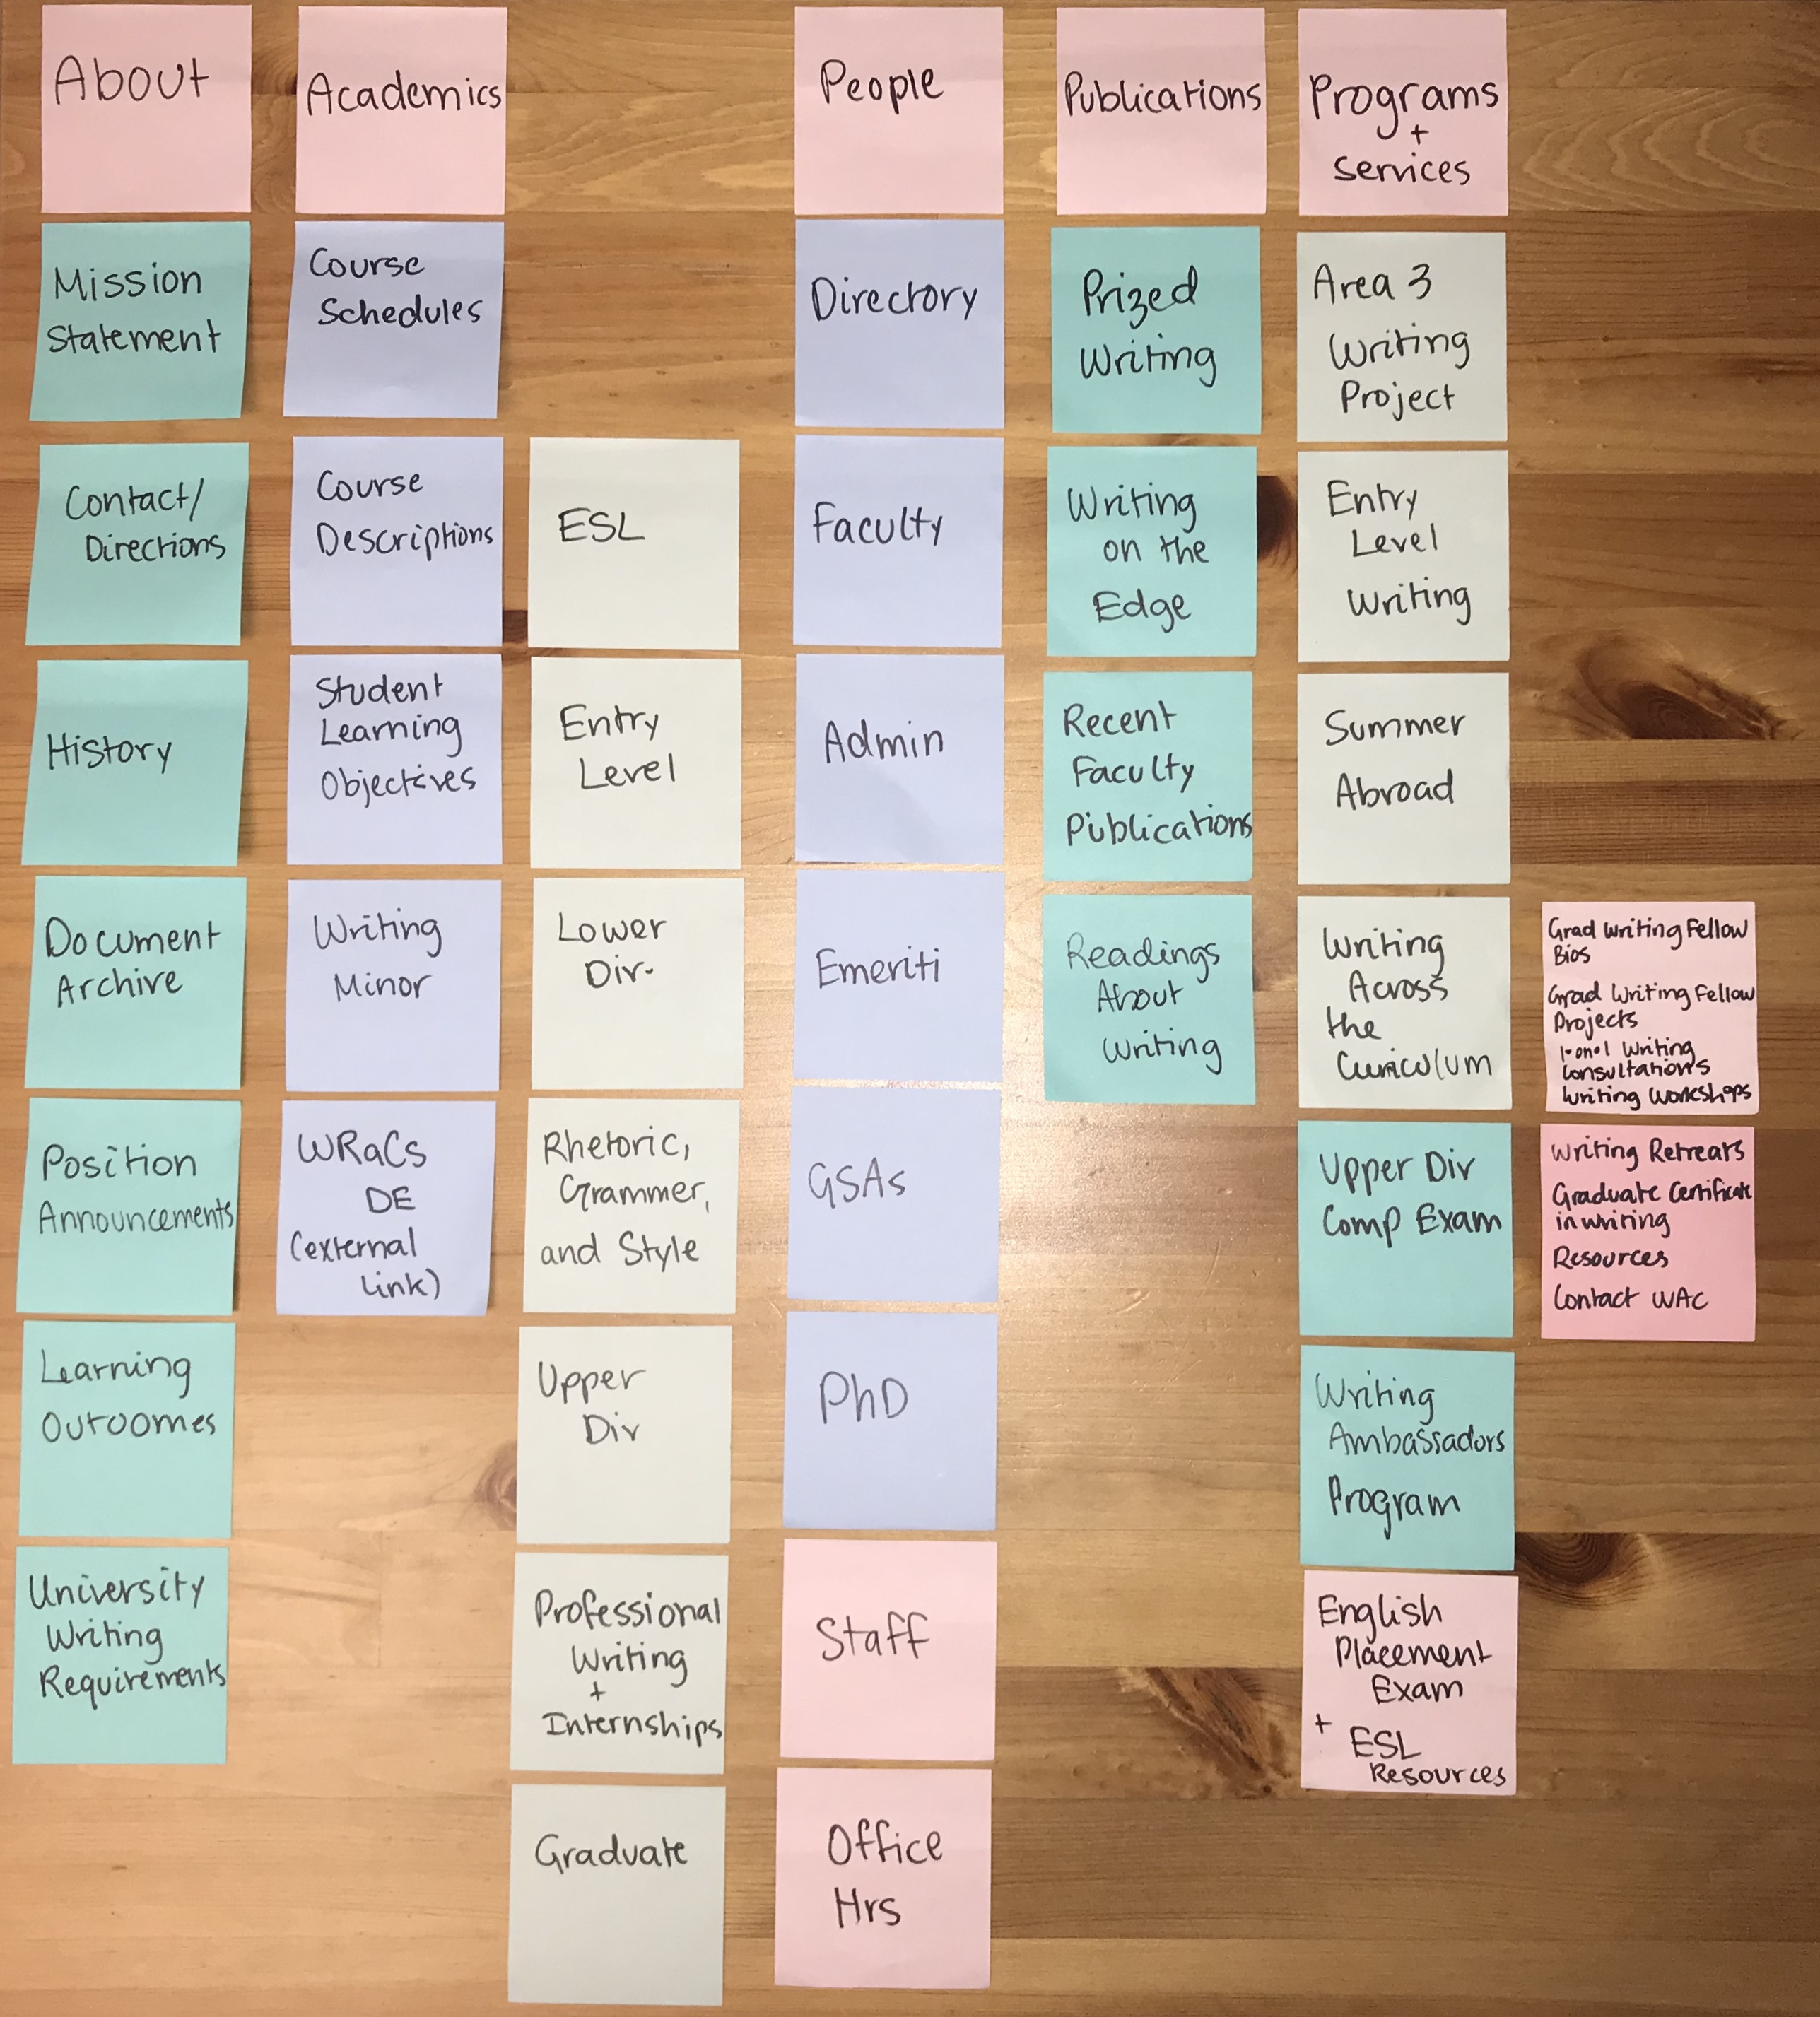 About
Mission
Statement
Contact/
Directions
History
Document
Archive
Position
Announcements
Learning
Outcomes
University
Writing
Requirements
Academics
Course
Schedules
Course
Descriptions
Student
Learning
Objectives
Writing
Minor
WRaCS
DE
(external
link)
ESL
Entry
Level
Lower
Dir.
Rhetoric,
Grammer,
and Style
Upper
Div
Professional
Writing
+
Internships
Graduate
People
Directory
Faculty
Admin
Emeriti
GSAs
PhD
Staff
Office
Hrs
Publications
Prized
Writing
Writing
on the
Edge
Recent
Faculty
Publications
Readings
About
Writing
Programs
+
Services
Area 3
Writing
Project
Entry
Level
Writing
Summer
Abroad
Writing
Across
the
Curriculum
Grad Writing Fellow
Bios
Grad Writing Fellow
Projects
1-on-1 Writing
Consultations
Writing Workshops
Writing Retreats
Graduate Certificate
in writing
Resources
Contact WAC
Upper Div
Comp Exam
Writing
Ambassadors
Program
English
Placement
Exam
+ ESL
Resources